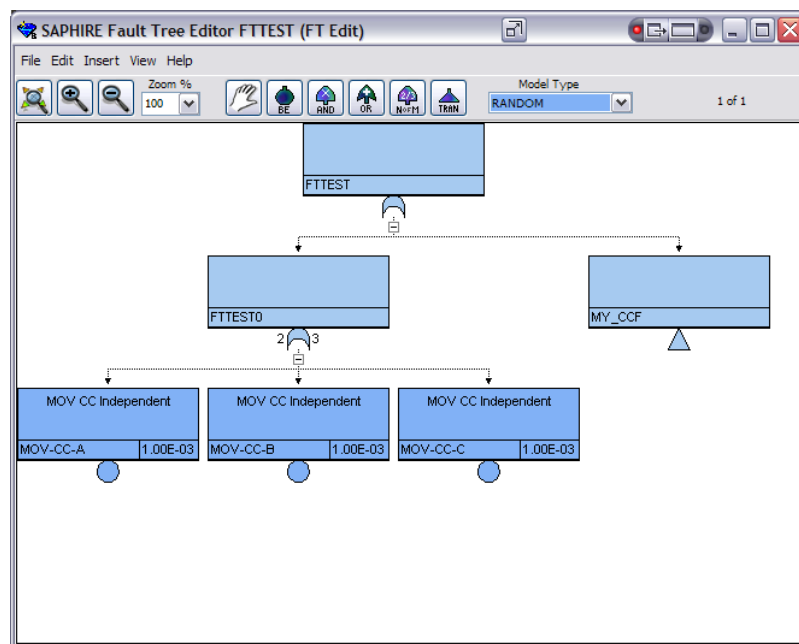 SAPHIRE Fault Tree Editor FTTEST (FT Edit)
File Edit Insert View Help
Zoom %
100
BE
AND
OR
N or M
TRAN
Model Type
RANDOM
1 of 1
FTTEST
FTTEST0
MY_CCF
2 3
MOV CC Independent MOV CC Independent MOV CC Independent
MOV-CC-A 1.00E-03 MOV-CC-B 1.00E-03 MOV-CC-C 1.00E-03